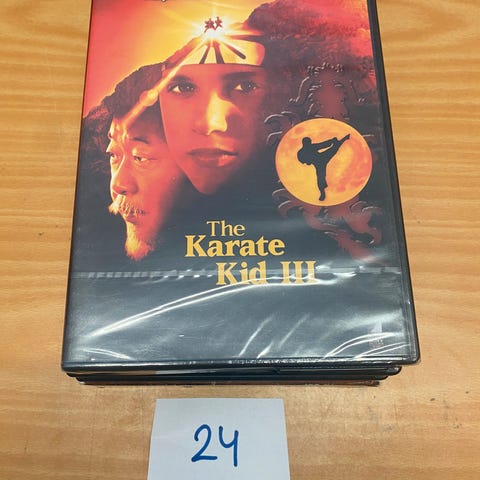 The
Karate
Kid III
24